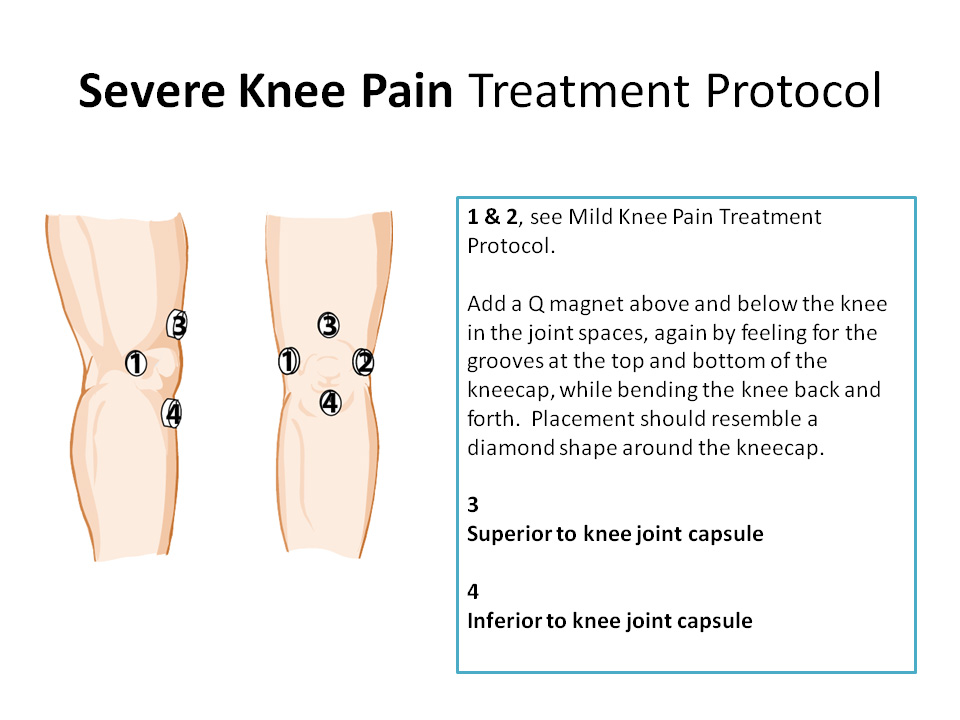 Severe Knee Pain Treatment Protocol
1 & 2, see Mild Knee Pain Treatment
Protocol.
Add a Q magnet above and below the knee
in the joint spaces, again by feeling for the
grooves at the top and bottom of the
kneecap, while bending the knee back and
forth.  Placement should resemble a
diamond shape around the kneecap.
3
Superior to knee joint capsule
4
Inferior to knee joint capsule
3
1
4
3
1
2
4